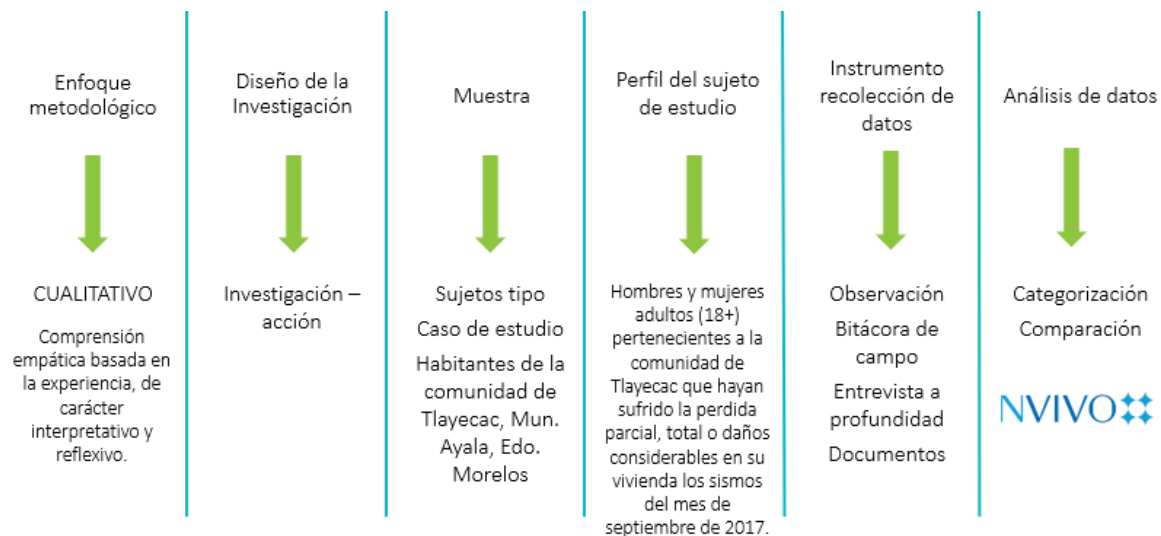 Enfoque
metodológico
CUALITATIVO
Comprensión
empática basada en
la experiencia, de
carácter
interpretativo y
reflexivo.
Diseño de la
Investigación
Investigación –
acción
Muestra
Sujetos tipo
Caso de estudio
Habitantes de la
comunidad de
Tlayecac, Mun.
Ayala, Edo.
Morelos
Perfil del sujeto
de estudio
Hombres y mujeres
adultos (18+)
pertenecientes a la
comunidad de
Tlayecac que hayan
sufrido la perdida
parcial, total o daños
considerables en su
vivienda los sismos
del mes de
septiembre de 2017.
Instrumento
recolección de
datos
Observación
Bitácora de
campo
Entrevista a
profundidad
Documentos
Análisis de datos
Categorización
Comparación
NVIVO